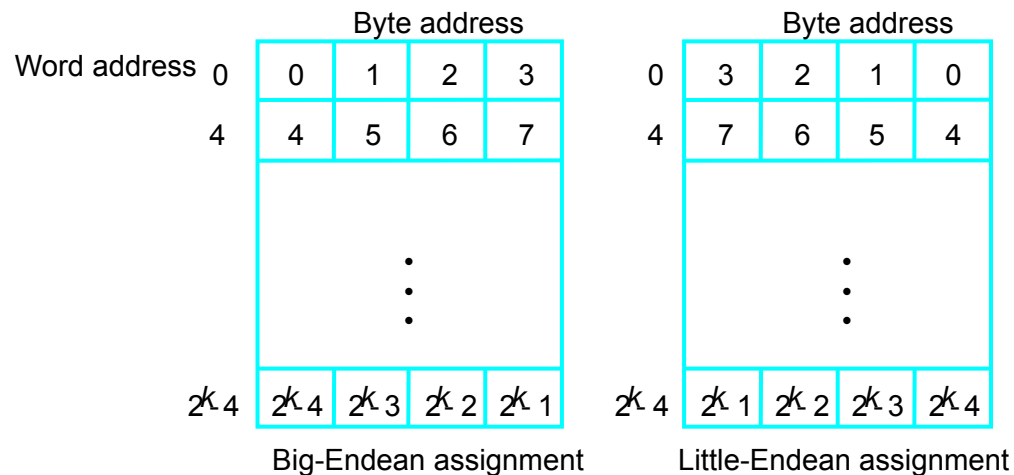 Byte address Byte address
Word address 0 0 1 2 3 0 3 2 1 0
4 4 5 6 7 4 7 6 5 4
2k-4 2k-4 2k-3 2k-2 2k-1 2k-4 2k-1 2k-2 2k-3 2k-4
Big-Endean assignment Little-Endean assignment